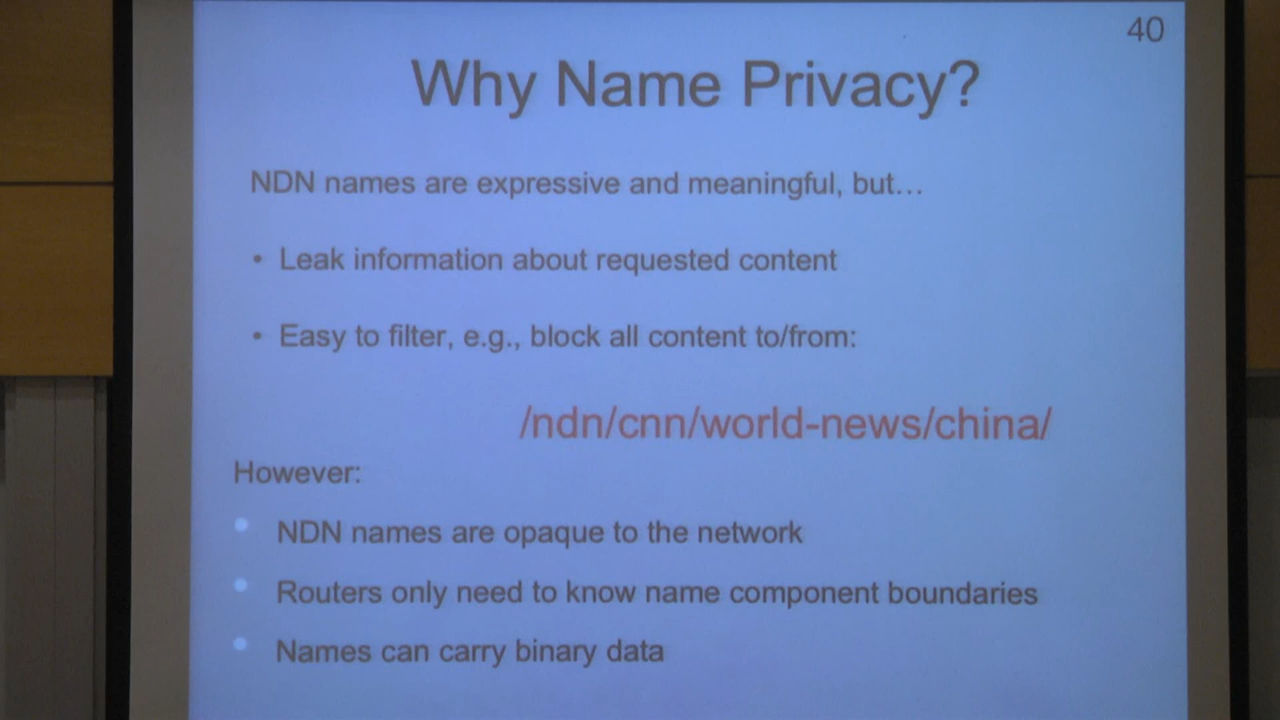 40
Why Name Privacy?
NDN names are expressive and meaningful, but…
• Leak information about requested content
• Easy to filter, e.g., block all content to/from:
/ndn/cnn/world-news/china/
However:
• NDN names are opaque to the network
• Routers only need to know name component boundaries
• Names can carry binary data